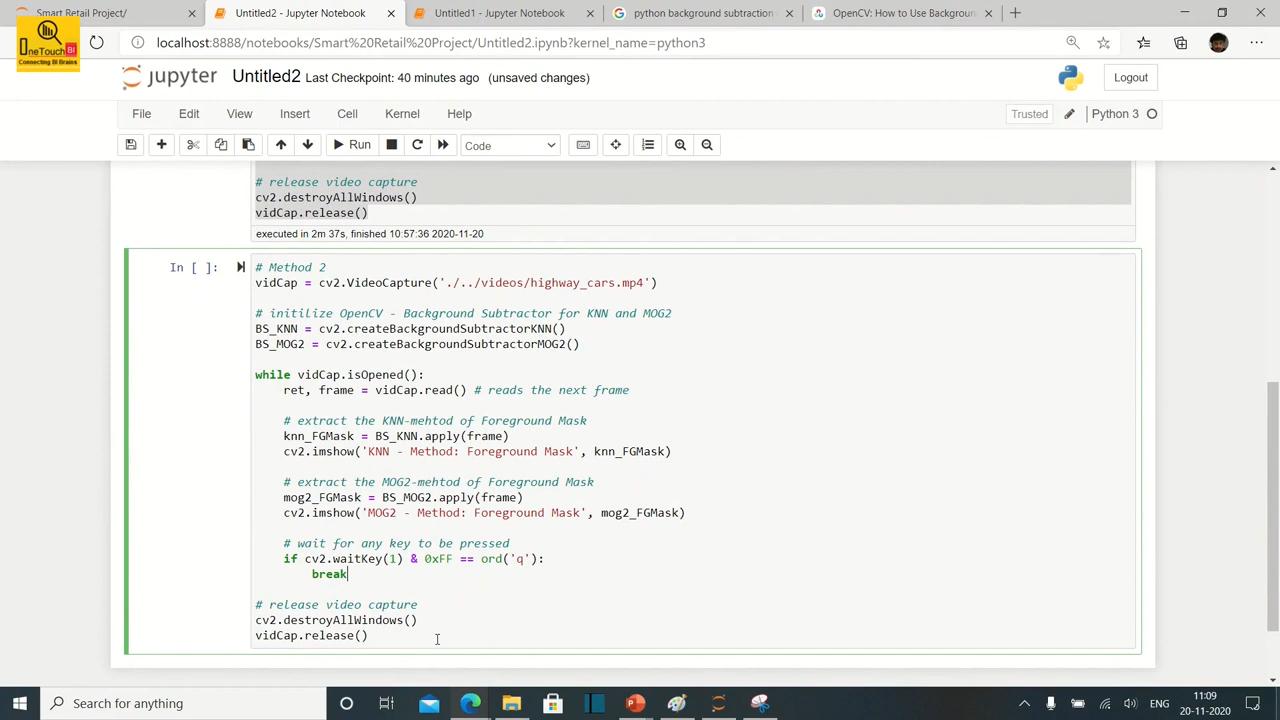 Smart Retail Project/
Untitled2 - Jupyter Notebook
Untitled2 - Jupyter Notebook
python background subtraction -
OpenCV: How to Use Background
OneTouchBI
Connecting BI Brains
localhost:8888/notebooks/Smart%20Retail%20Project/Untitled2.ipynb?kernel_name=python3
jupyter Untitled2 Last Checkpoint: 40 minutes ago (unsaved changes)
Logout
File Edit View Insert Cell Kernel Help
Trusted Python 3
Run Code
# release video capture
cv2.destroyAllWindows()
vidCap.release()
executed in 2m 37s, finished 10:57:36 2020-11-20
In [ ]:
# Method 2
vidCap = cv2.VideoCapture('./../videos/highway_cars.mp4')
# initilize OpenCV - Background Subtractor for KNN and MOG2
BS_KNN = cv2.createBackgroundSubtractorKNN()
BS_MOG2 = cv2.createBackgroundSubtractorMOG2()
while vidCap.isOpened():
ret, frame = vidCap.read() # reads the next frame
# extract the KNN-mehtod of Foreground Mask
knn_FGMask = BS_KNN.apply(frame)
cv2.imshow('KNN - Method: Foreground Mask', knn_FGMask)
# extract the MOG2-mehtod of Foreground Mask
mog2_FGMask = BS_MOG2.apply(frame)
cv2.imshow('MOG2 - Method: Foreground Mask', mog2_FGMask)
# wait for any key to be pressed
if cv2.waitKey(1) & 0xFF == ord('q'):
break
# release video capture
cv2.destroyAllWindows()
vidCap.release()
Search for anything
ENG
11:09
20-11-2020